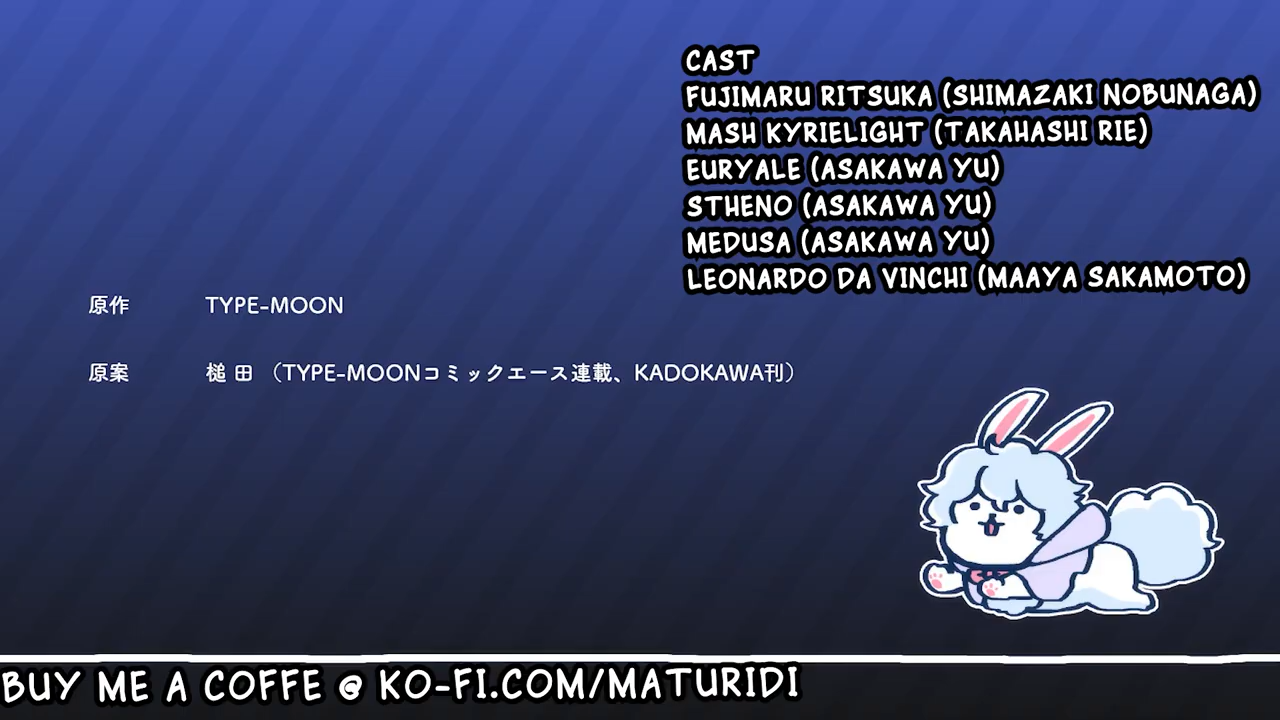 CAST
FUJIMARU RITSUKA (SHIMAZAKI NOBUNAGA)
MASH KYRIELIGHT (TAKAHASHI RIE)
EURYALE (ASAKAWA YU)
STHENO (ASAKAWA YU)
MEDUSA (ASAKAWA YU)
LEONARDO DA VINCHI (MAAYA SAKAMOTO)
原作 TYPE-MOON
原案 槌田（TYPE-MOONコミックエース連載、KADOKAWA刊）
BUY ME A COFFE @ KO-FI.COM/MATURIDI